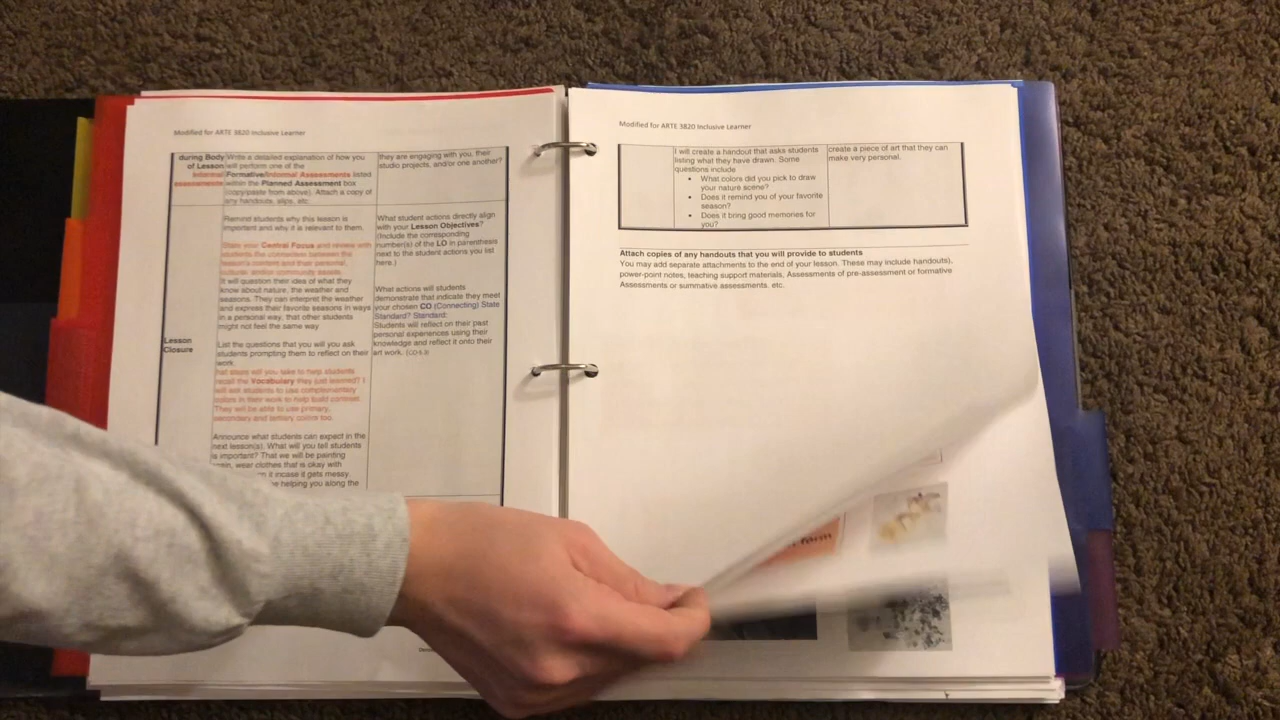 Modified for ARTE 3820 Inclusive Learner
during Body
of Lesson
Informal
assessments
Write a detailed explanation of how you
will perform one of the
Formative/Informal Assessments listed
within the Planned Assessment box
(copy/paste from above). Attach a copy of
any handouts, slips, etc
they are engaging with you, their
studio projects, and/or one another?
Lesson
Closure
Remind students why this lesson is
important and why it is relevant to them.
State your Central Focus and review with
students the connections between the
lesson's content and their personal,
cultural, and/or community assets.
It will question their idea of what they
know about nature, the weather and
seasons. They can interpret the weather
and express their favorite seasons in ways
in a personal way, that other students
might not feel the same way
List the questions that you will you ask
students prompting them to reflect on their
work.
steps will you take to help students
recall the Vocabulary they just learned? I
will ask students to use complementary
colors in their work to help build contrast.
They will be able to use primary,
secondary and tertiary colors too.
Announce what students can expect in the
next lesson(s). What will you tell students
is important? That we will be painting
wear clothes that is okay with
it incase it gets messy.
helping you along the
What student actions directly align
with your Lesson Objectives?
(Include the corresponding
number(s) of the LO in parenthesis
next to the student actions you list
here.)
What actions will students
demonstrate that indicate they meet
your chosen CO (Connecting) State
Standard? Standard:
Students will reflect on their past
personal experiences using their
knowledge and reflect it onto their
art work.
Modified for ARTE 3820 Inclusive Learner
I will create a handout that asks students
listing what they have drawn. Some
questions include
• What colors did you pick to draw
your nature scene?
• Does it remind you of your favorite
season?
• Does it bring good memories for
you?
create a piece of art that they can
make very personal.
Attach copies of any handouts that you will provide to students
You may add separate attachments to the end of your lesson. These may include handouts),
power-point notes, teaching support materials, Assessments of pre-assessment or formative
Assessments or summative assessments. etc.